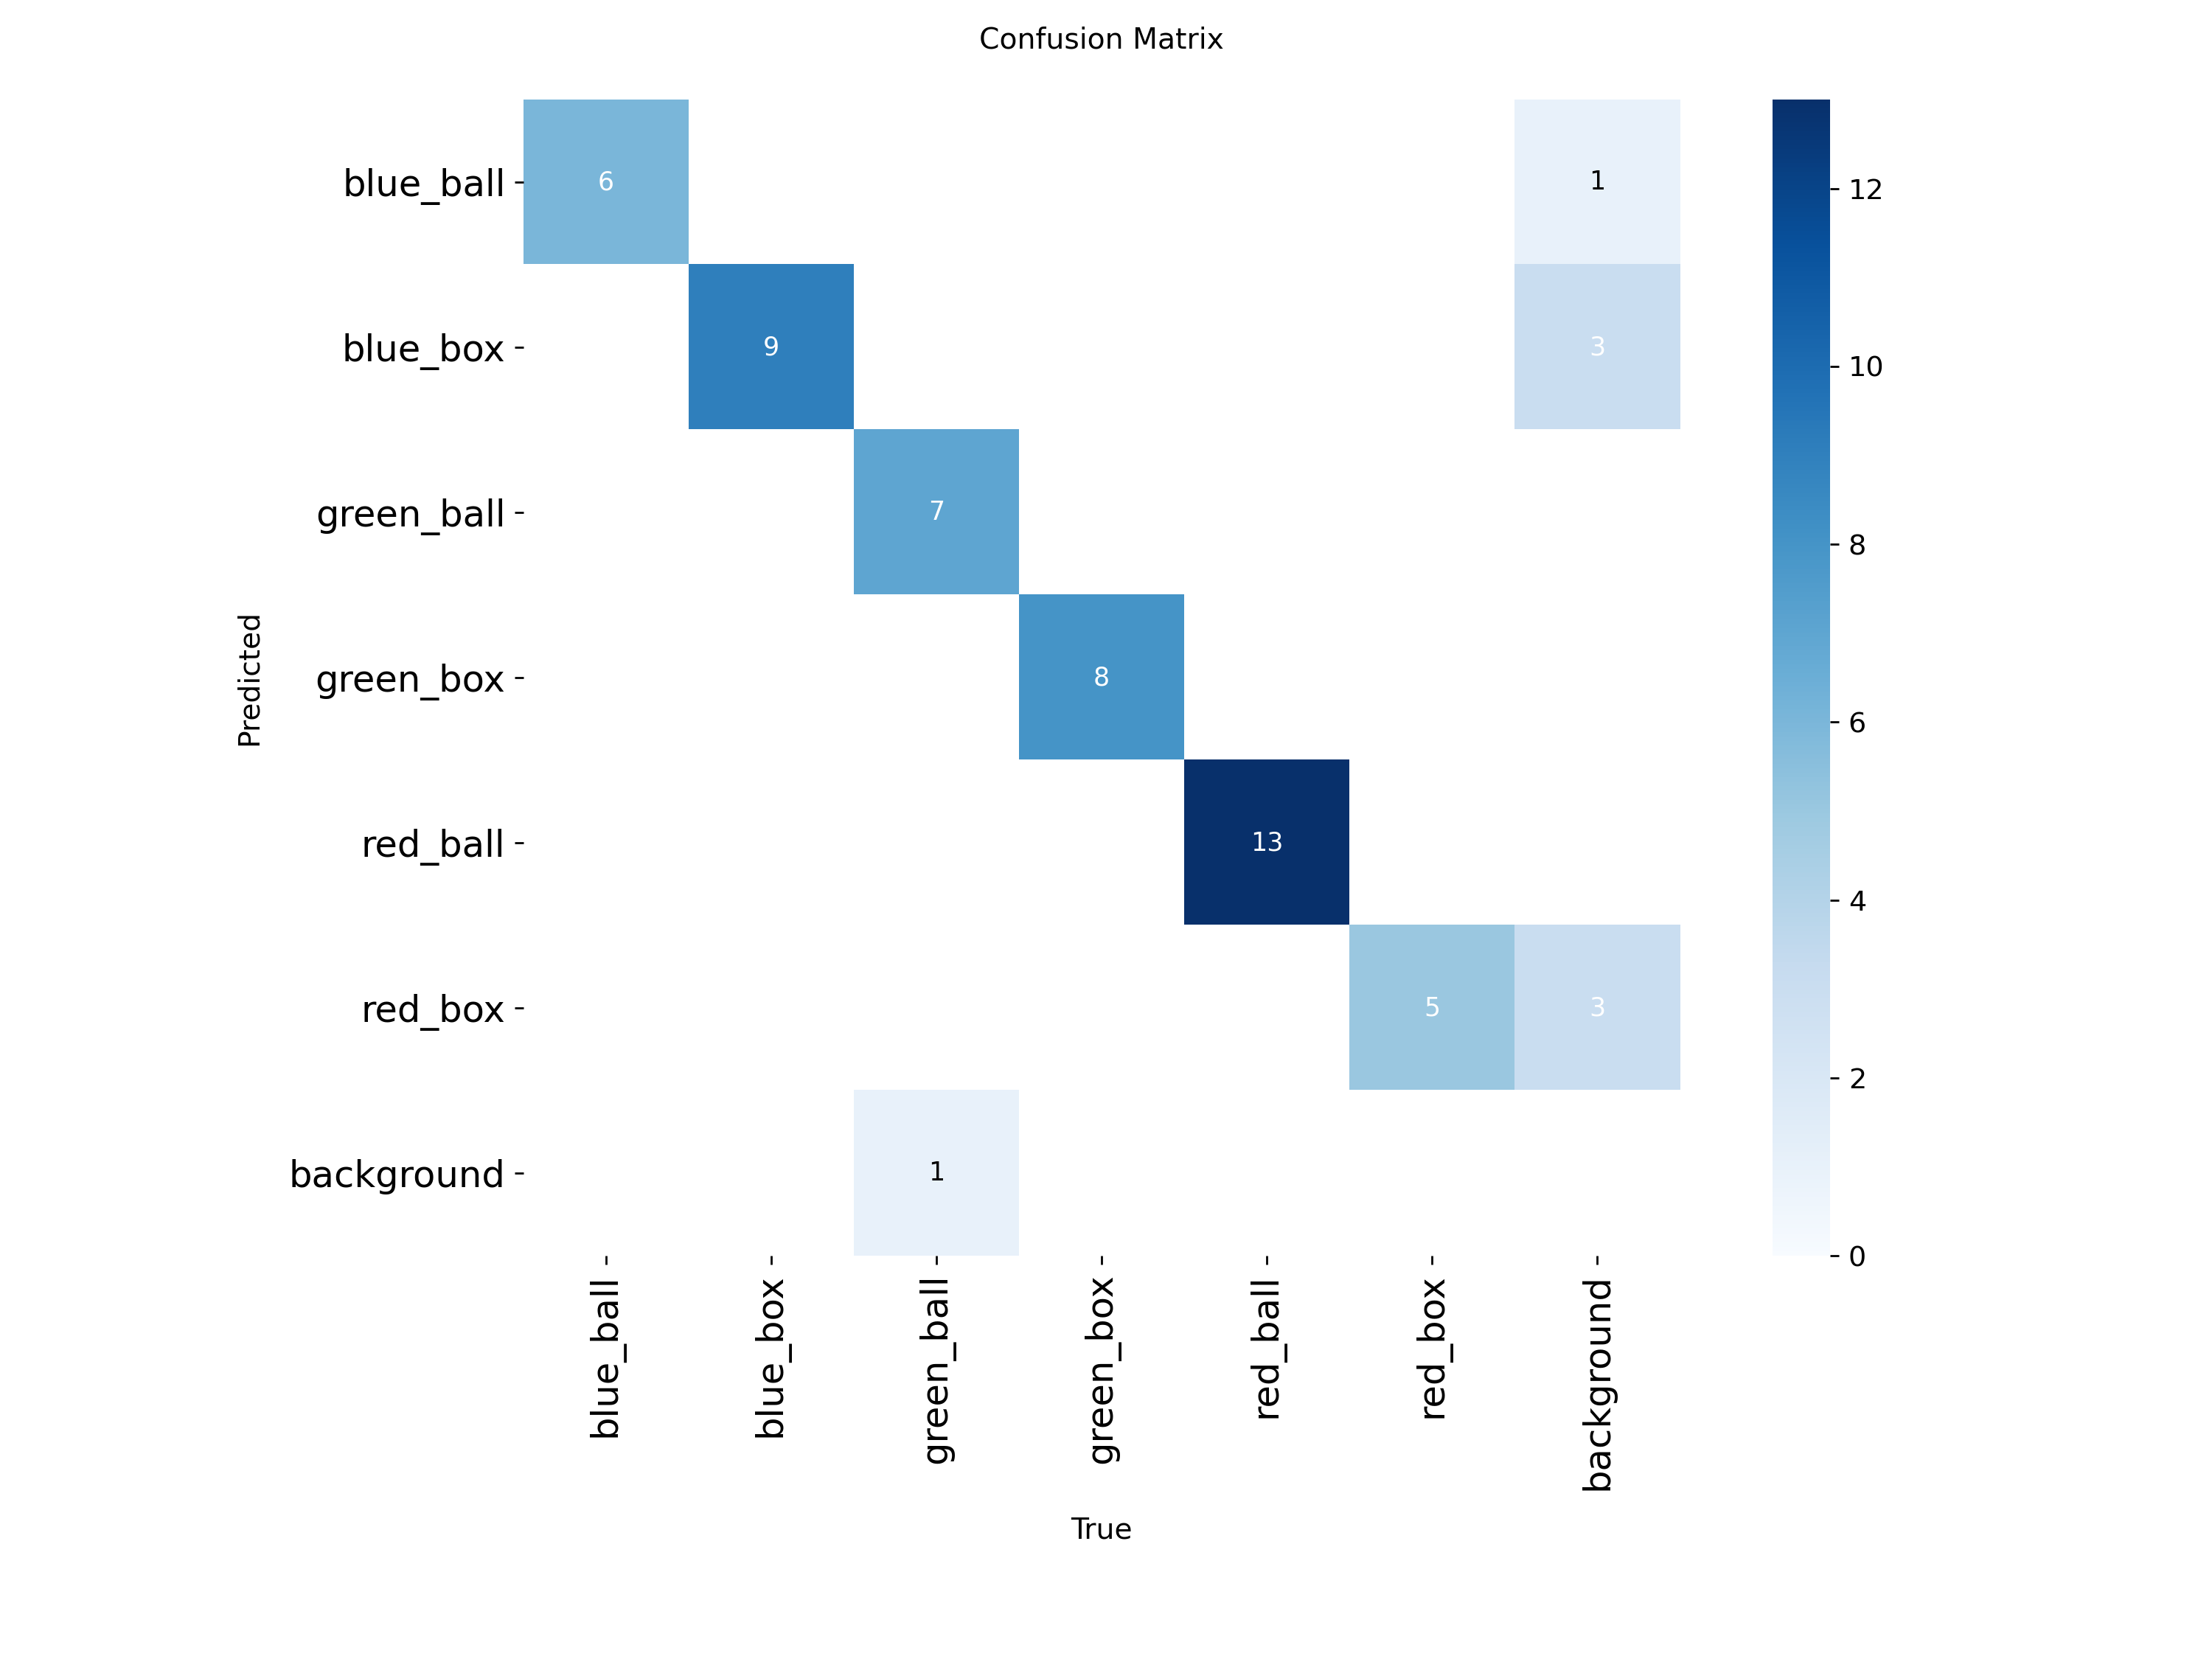 Confusion Matrix
blue_ball
6
1
12
blue_box
9
3
10
green_ball
7
8
Predicted
green_box
8
6
red_ball
13
4
red_box
5
3
2
background
1
0
blue_ball
blue_box
green_ball
green_box
red_ball
red_box
background
True